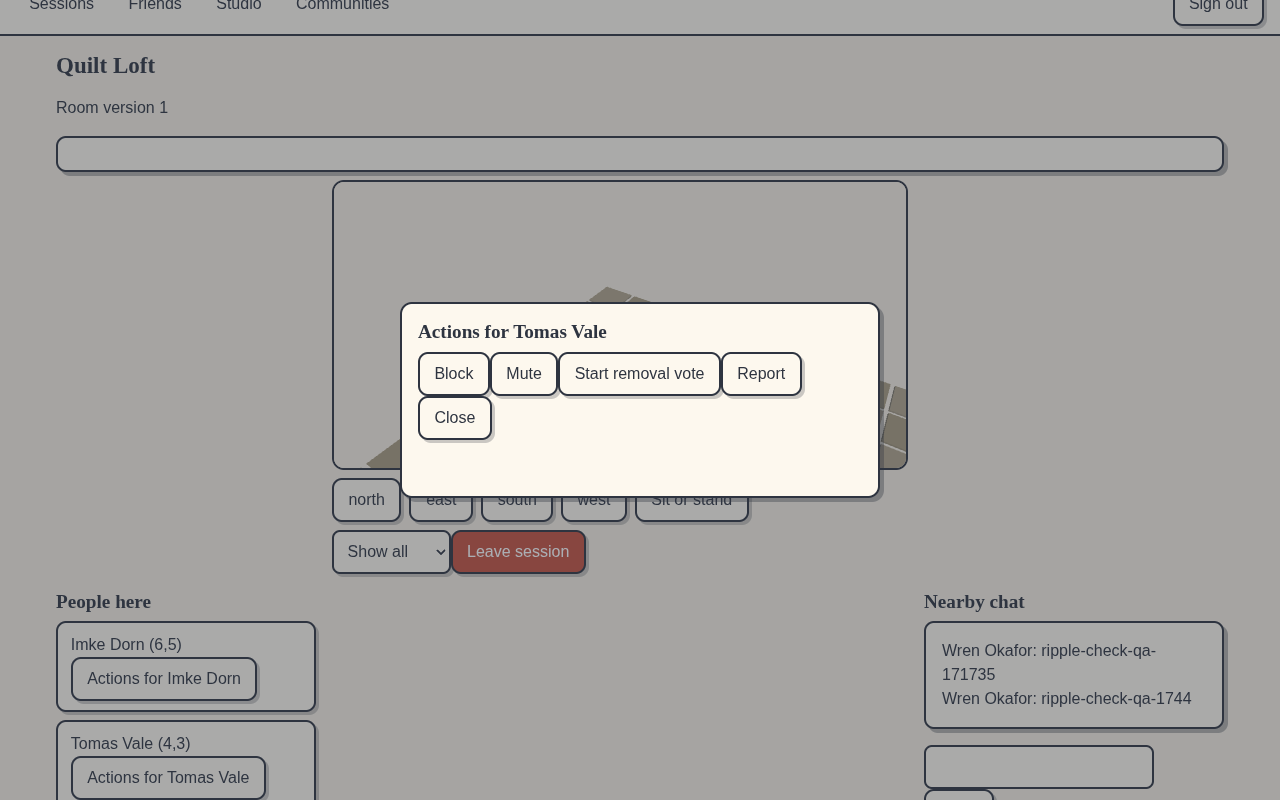 Sessions Friends Studio Communities Sign out
Quilt Loft
Room version 1
Actions for Tomas Vale
Block Mute Start removal vote Report
Close
north east south west Sit or stand
Show all Leave session
People here
Imke Dorn (6,5)
Actions for Imke Dorn
Tomas Vale (4,3)
Actions for Tomas Vale
Nearby chat
Wren Okafor: ripple-check-qa-
171735
Wren Okafor: ripple-check-qa-1744